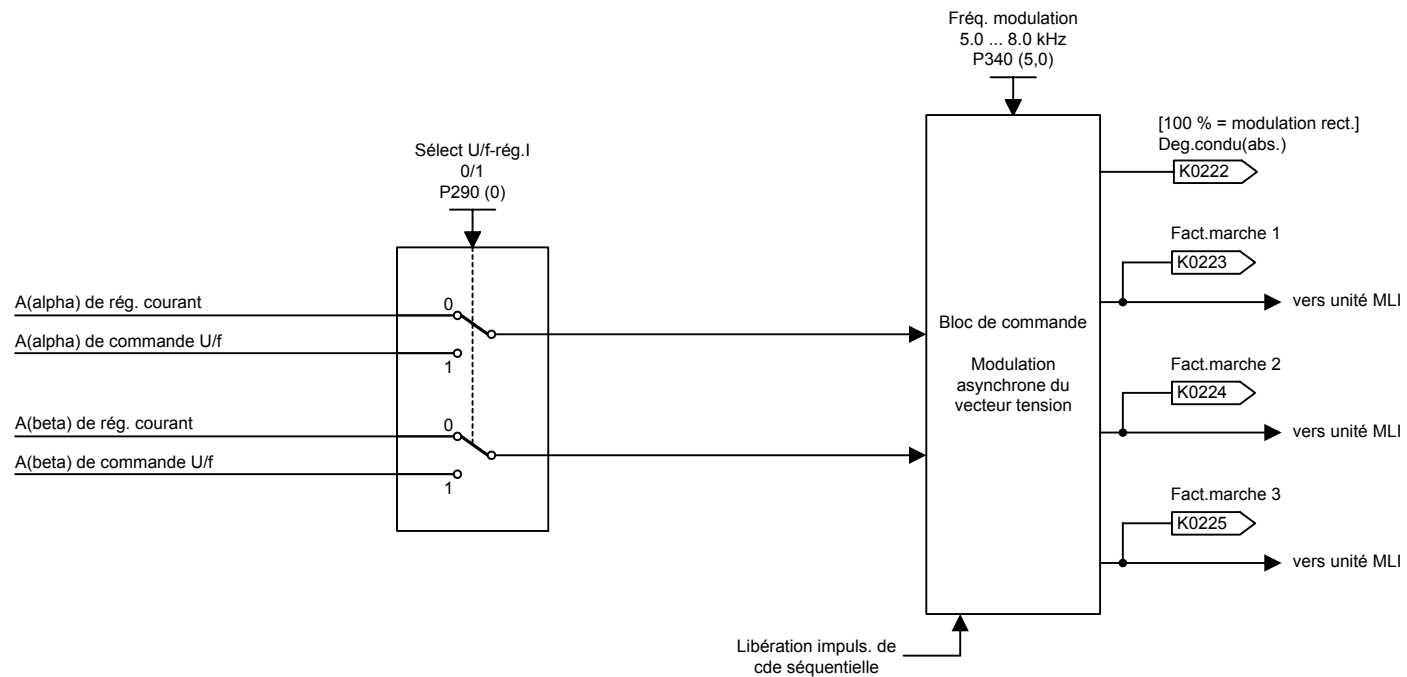 Fréq. modulation
5.0 ... 8.0 kHz
P340 (5,0)
[100 % = modulation rect.]
Deg.condu(abs.)
K0222
Sélect U/f-rég.I
0/1
P290 (0)
Fact.marche 1
K0223
vers unité MLI
A(alpha) de rég. courant
0
A(alpha) de commande U/f
1
Bloc de commande
Modulation
asynchrone du
vecteur tension
Fact.marche 2
K0224
vers unité MLI
A(beta) de rég. courant
0
A(beta) de commande U/f
1
Fact.marche 3
K0225
vers unité MLI
Libération impuls. de
cde séquentielle